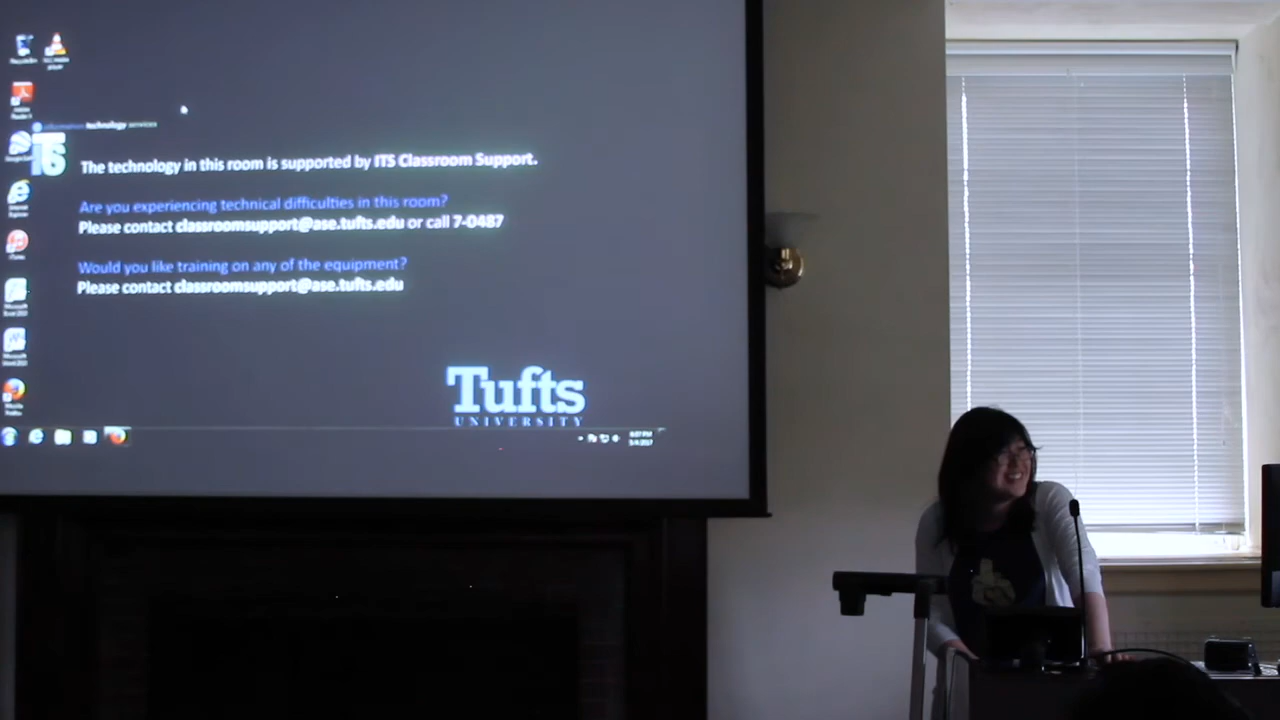 technology services
ITS
The technology in this room is supported by ITS Classroom Support.
Are you experiencing technical difficulties in this room?
Please contact classroomsupport@ase.tufts.edu or call 7-0487
Would you like training on any of the equipment?
Please contact classroomsupport@ase.tufts.edu
Tufts
UNIVERSITY